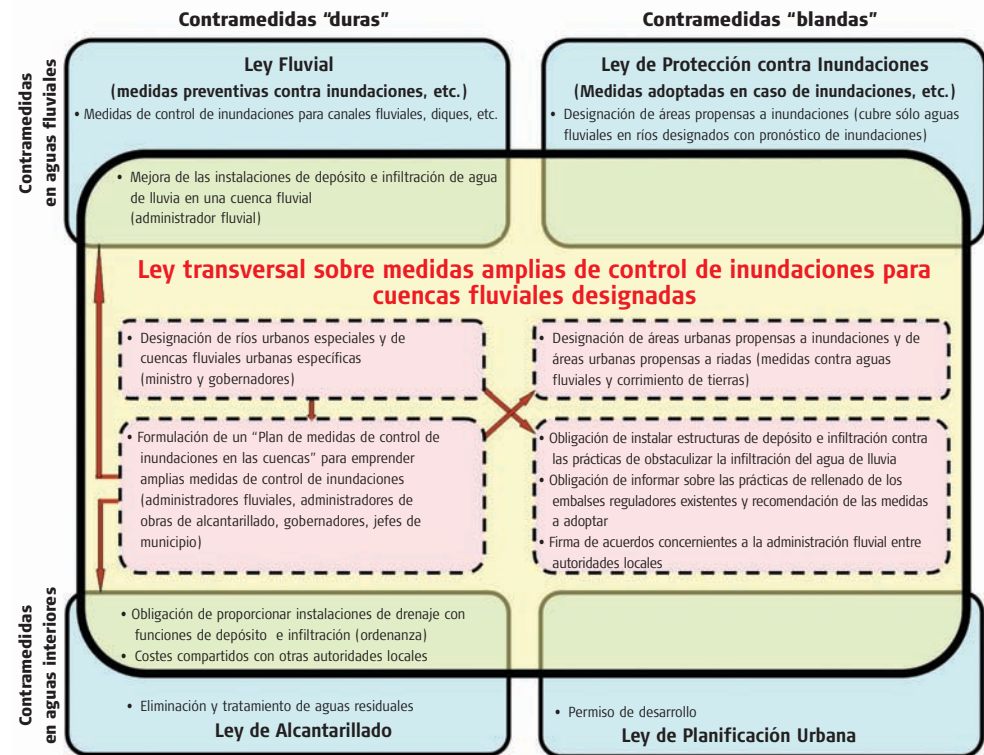 Contramedidas “duras”
Contramedidas “blandas”
Contramedidas
en aguas fluviales
Ley Fluvial
(medidas preventivas contra inundaciones, etc.)
• Medidas de control de inundaciones para canales fluviales, diques, etc.
Ley de Protección contra Inundaciones
(Medidas adoptadas en caso de inundaciones, etc.)
• Designación de áreas propensas a inundaciones (cubre sólo aguas
fluviales en ríos designados con pronóstico de inundaciones)
• Mejora de las instalaciones de depósito e infiltración de agua
de lluvia en una cuenca fluvial
(administrador fluvial)
Ley transversal sobre medidas amplias de control de inundaciones para
cuencas fluviales designadas
• Designación de ríos urbanos especiales y de
cuencas fluviales urbanas específicas
(ministro y gobernadores)
• Designación de áreas urbanas propensas a inundaciones y de
áreas urbanas propensas a riadas (medidas contra aguas
fluviales y corrimiento de tierras)
• Formulación de un “Plan de medidas de control de
inundaciones en las cuencas” para emprender
amplias medidas de control de inundaciones
(administradores fluviales, administradores de
obras de alcantarillado, gobernadores, jefes de
municipio)
• Obligación de instalar estructuras de depósito e infiltración contra
las prácticas de obstaculizar la infiltración del agua de lluvia
• Obligación de informar sobre las prácticas de rellenado de los
embalses reguladores existentes y recomendación de las medidas
a adoptar
• Firma de acuerdos concernientes a la administración fluvial entre
autoridades locales
Contramedidas
en aguas interiores
• Obligación de proporcionar instalaciones de drenaje con
funciones de depósito e infiltración (ordenanza)
• Costes compartidos con otras autoridades locales
• Eliminación y tratamiento de aguas residuales
Ley de Alcantarillado
• Permiso de desarrollo
Ley de Planificación Urbana